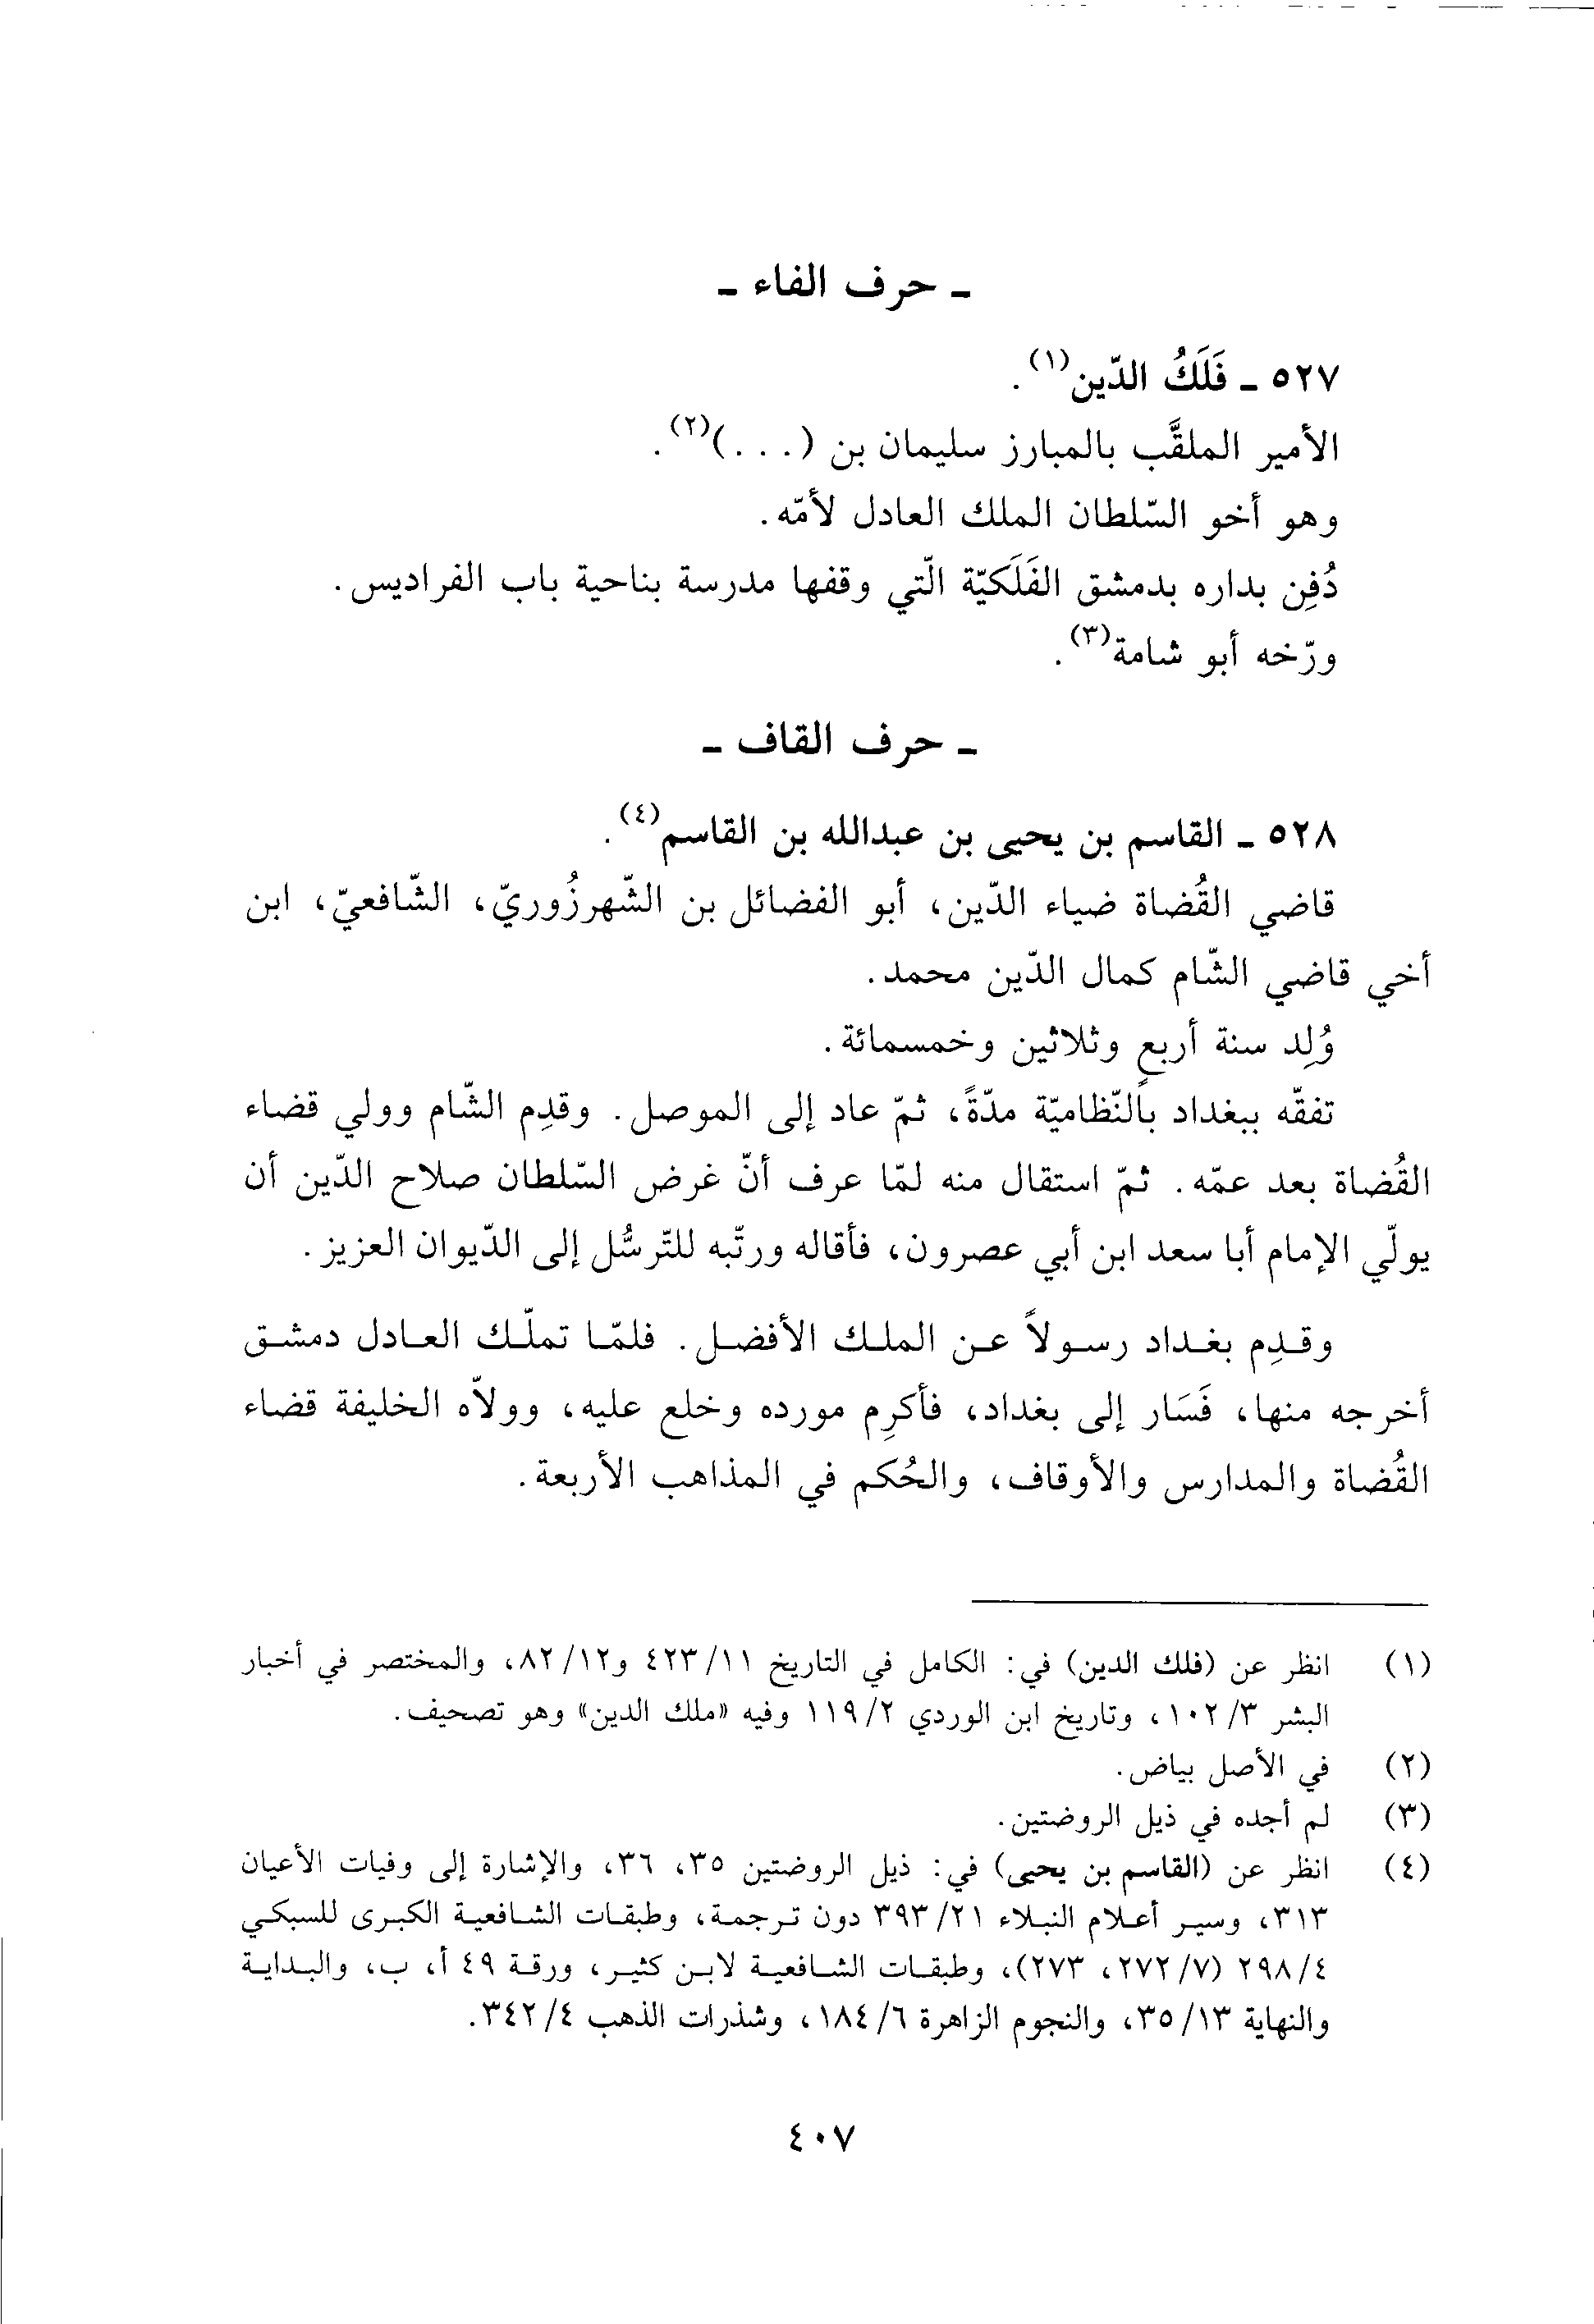 ـ حرف الفاء ـ
٥٢٧ ـ فَلَكُ الدّين(١).
الأمير الملقَّب بالمبارز سليمان بن (. . .)(٢).
وهو أخو السّلطان الملك العادل لأمّه.
دُفِن بداره بدمشق الفَلَكيّة الّتي وقفها مدرسة بناحية باب الفراديس.
ورّخه أبو شامة(٣).
ـ حرف القاف ـ
٥٢٨ ـ القاسم بن يحيى بن عبدالله بن القاسم(٤).
قاضي القُضاة ضياء الدّين، أبو الفضائل بن الشّهرزُوريّ، الشّافعيّ، ابن
أخي قاضي الشّام كمال الدّين محمد.
وُلِد سنة أربعٍ وثلاثين وخمسمائة.
تفقّه ببغداد بالنّظاميّة مدّةً، ثمّ عاد إلى الموصل. وقدِم الشّام وولي قضاء
القُضاة بعد عمّه. ثمّ استقال منه لمّا عرف أنّ غرض السّلطان صلاح الدّين أن
يولّي الإمام أبا سعد ابن أبي عصرون، فأقاله ورتّبه للتّرسُّل إلى الدّيوان العزيز.
وقدِم بغداد رسولاً عن الملك الأفضل. فلمّا تملّك العادل دمشق
أخرجه منها، فَسَار إلى بغداد، فأكرِم مورده وخلع عليه، وولاّه الخليفة قضاء
القُضاة والمدارس والأوقاف، والحُكم في المذاهب الأربعة.
(١) انظر عن (فلك الدين) في: الكامل في التاريخ ١١/ ٤٢٣ و١٢/ ٨٢، والمختصر في أخبار
البشر ٣/ ١٠٢، وتاريخ ابن الوردي ٢/ ١١٩ وفيه «ملك الدين» وهو تصحيف.
(٢) في الأصل بياض.
(٣) لم أجده في ذيل الروضتين.
(٤) انظر عن (القاسم بن يحيى) في: ذيل الروضتين ٣٥، ٣٦، والإشارة إلى وفيات الأعيان
٣١٣، وسير أعلام النبلاء ٢١/ ٣٩٣ دون ترجمة، وطبقات الشافعية الكبرى للسبكي
٤/ ٢٩٨ (٧/ ٢٧٢، ٢٧٣)، وطبقات الشافعية لابن كثير، ورقة ٤٩ أ، ب، والبداية
والنهاية ١٣/ ٣٥، والنجوم الزاهرة ٦/ ١٨٤، وشذرات الذهب ٤/ ٣٤٢.
٤٠٧